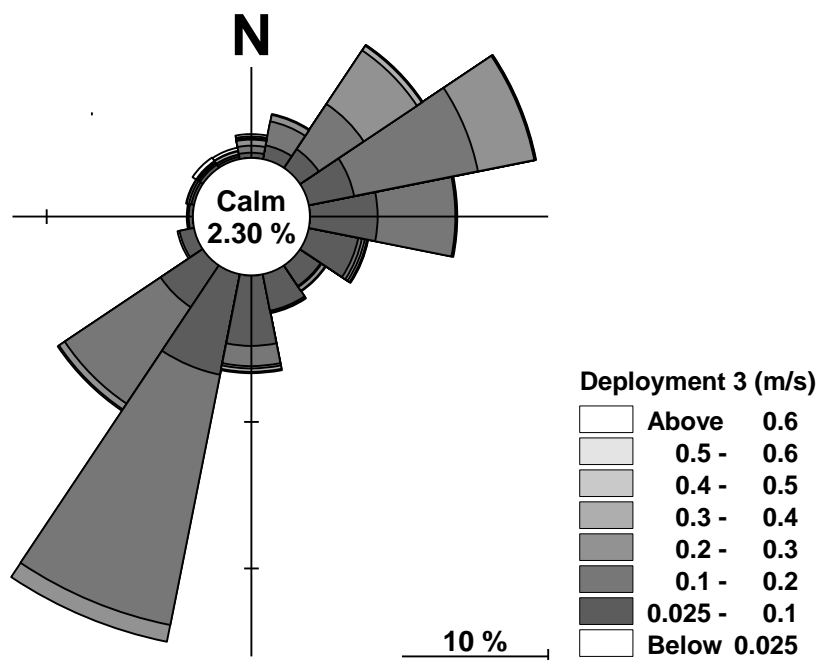 N
Calm
2.30 %
Deployment 3 (m/s)
Above 0.6
0.5 - 0.6
0.4 - 0.5
0.3 - 0.4
0.2 - 0.3
0.1 - 0.2
0.025 - 0.1
Below 0.025
10 %